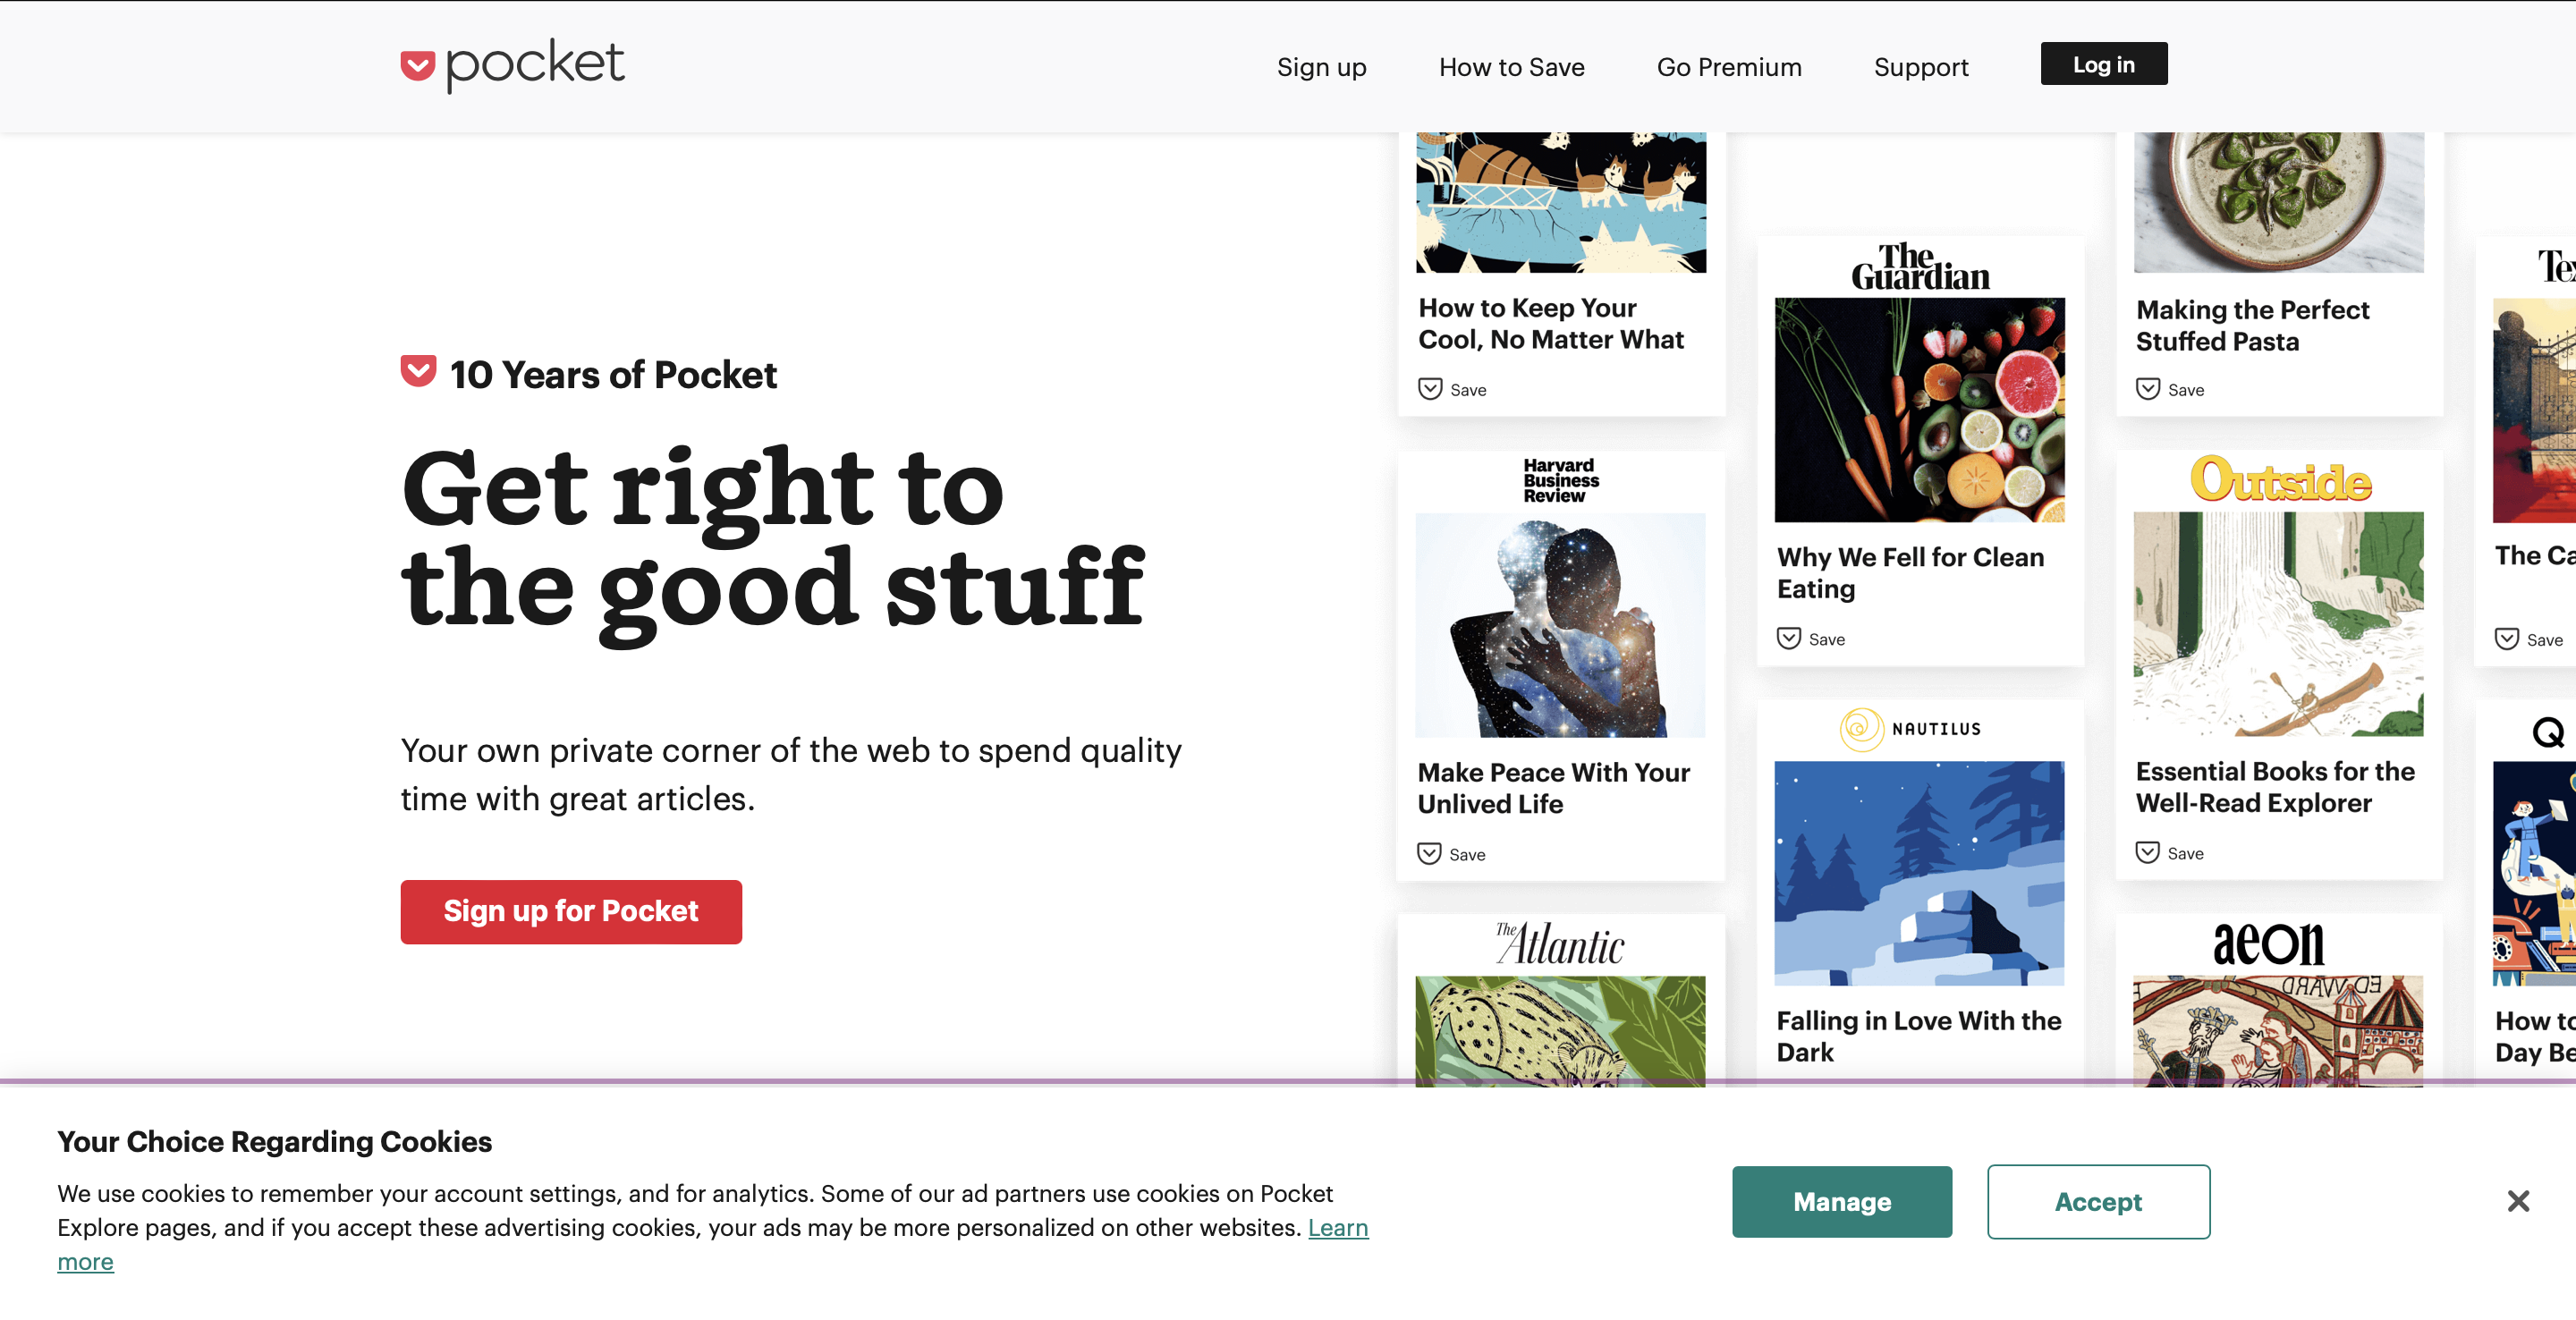 pocket
Sign up
How to Save
Go Premium
Support
Log in
10 Years of Pocket
Get right to
the good stuff
Your own private corner of the web to spend quality
time with great articles.
Sign up for Pocket
How to Keep Your
Cool, No Matter What
Save
Harvard
Business
Review
Make Peace With Your
Unlived Life
Save
The
Atlantic
The
Guardian
Why We Fell for Clean
Eating
Save
NAUTILUS
Falling in Love With the
Dark
Making the Perfect
Stuffed Pasta
Save
Outside
Essential Books for the
Well-Read Explorer
Save
aeon
The
Save
Q
How
Day
Your Choice Regarding Cookies
We use cookies to remember your account settings, and for analytics. Some of our ad partners use cookies on Pocket
Explore pages, and if you accept these advertising cookies, your ads may be more personalized on other websites. Learn
more
Manage
Accept